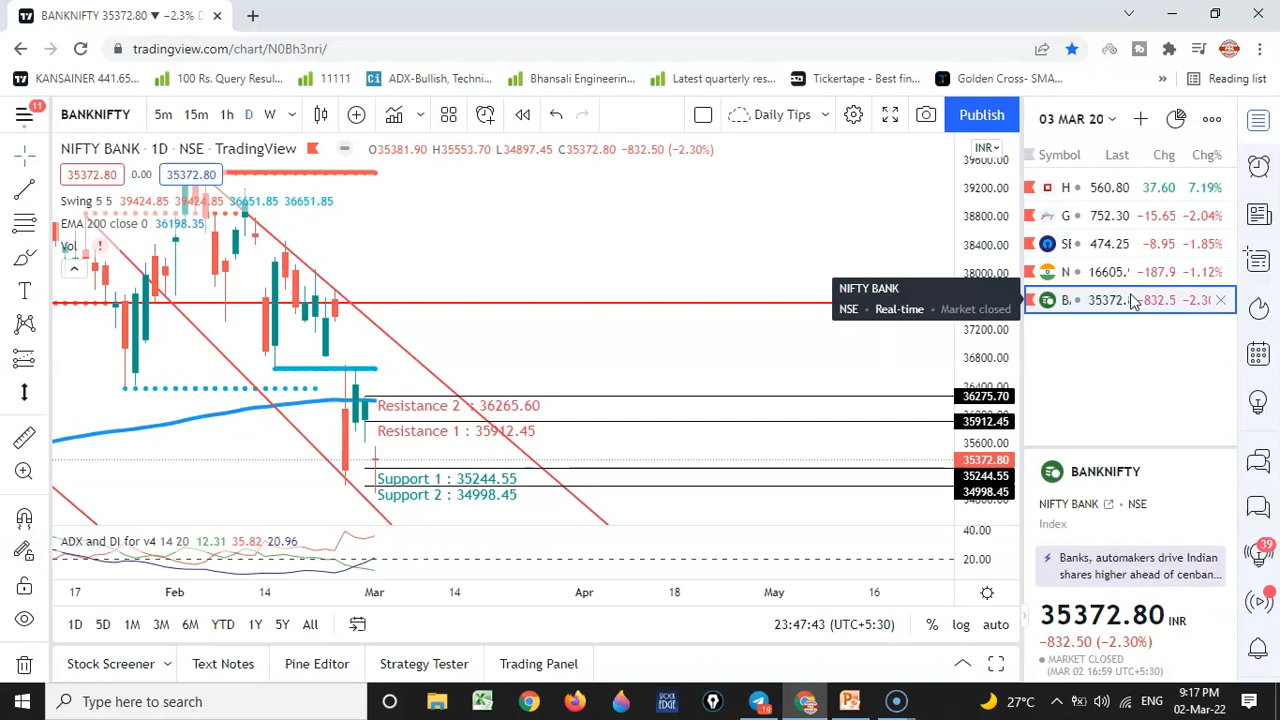 BANKNIFTY 35372.80 ▼ −2.3% D
tradingview.com/chart/N0Bh3nri/
KANSAINER 441.65...
100 Rs. Query Resul...
11111
ADX-Bullish, Techni...
Bhansali Engineerin...
Latest quarterly res...
Tickertape - Best fin...
Golden Cross- SMA...
»
Reading list
11
BANKNIFTY
5m 15m 1h D W
Daily Tips
Publish
03 MAR 20
NIFTY BANK · 1D · NSE · TradingView
O35381.90 H35553.70 L34897.45 C35372.80 −832.50 (−2.30%)
INR
35372.80 0.00 35372.80
Swing 5 5 39424.85 39424.85 36651.85 36651.85
EMA 200 close 0 36198.35
Vol
Symbol Last Chg Chg%
H 560.80 37.60 7.19%
G 752.30 −15.65 −2.04%
SE 474.25 −8.95 −1.85%
N 16605. −187.9 −1.12%
35372. −832.5 −2.30
NIFTY BANK
NSE • Real-time • Market closed
39600.00
39200.00
38800.00
38400.00
38000.00
37200.00
36800.00
36400.00
36275.70
35912.45
35600.00
35372.80
35244.55
34998.45
Resistance 2 : 36265.60
Resistance 1 : 35912.45
Support 1 : 35244.55
Support 2 : 34998.45
ADX and DI for v4 14 20 12.31 35.82 20.96
40.00
20.00
17 Feb 14 Mar 14 Apr 18 May 16
1D 5D 1M 3M 6M YTD 1Y 5Y All
23:47:43 (UTC+5:30)
% log auto
BANKNIFTY
NIFTY BANK • NSE
Index
Banks, automakers drive Indian
shares higher ahead of cenban...
35372.80 INR
−832.50 (−2.30%)
MARKET CLOSED
(MAR 02 16:59 UTC+5:30)
39
Stock Screener
Text Notes
Pine Editor
Strategy Tester
Trading Panel
Type here to search
19
27°C
ENG
9:17 PM
02-Mar-22